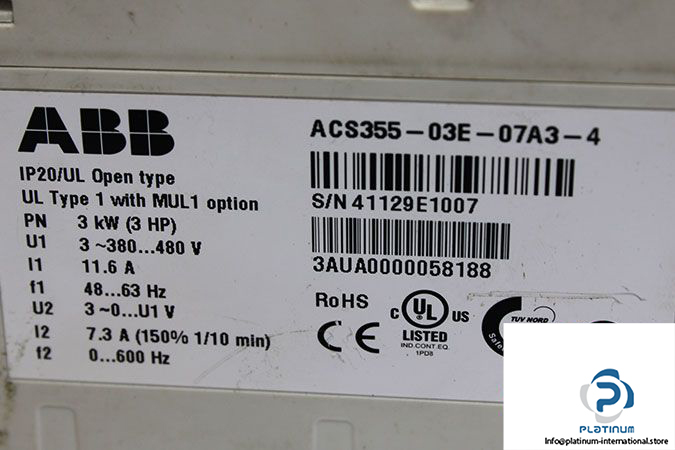 ABB
IP20/UL Open type
UL Type 1 with MUL1 option
PN 3 kW (3 HP)
U1 3 ~380...480 V
I1 11.6 A
f1 48...63 Hz
U2 3 ~0...U1 V
I2 7.3 A (150% 1/10 min)
f2 0...600 Hz
ACS355-03E-07A3-4
S/N 41129E1007
3AUA0000058188
RoHS
CE
C UL US
LISTED
IND.CONT.EQ.
1PD8
TUV NORD
PLATINUM
Info@platinum-international.store